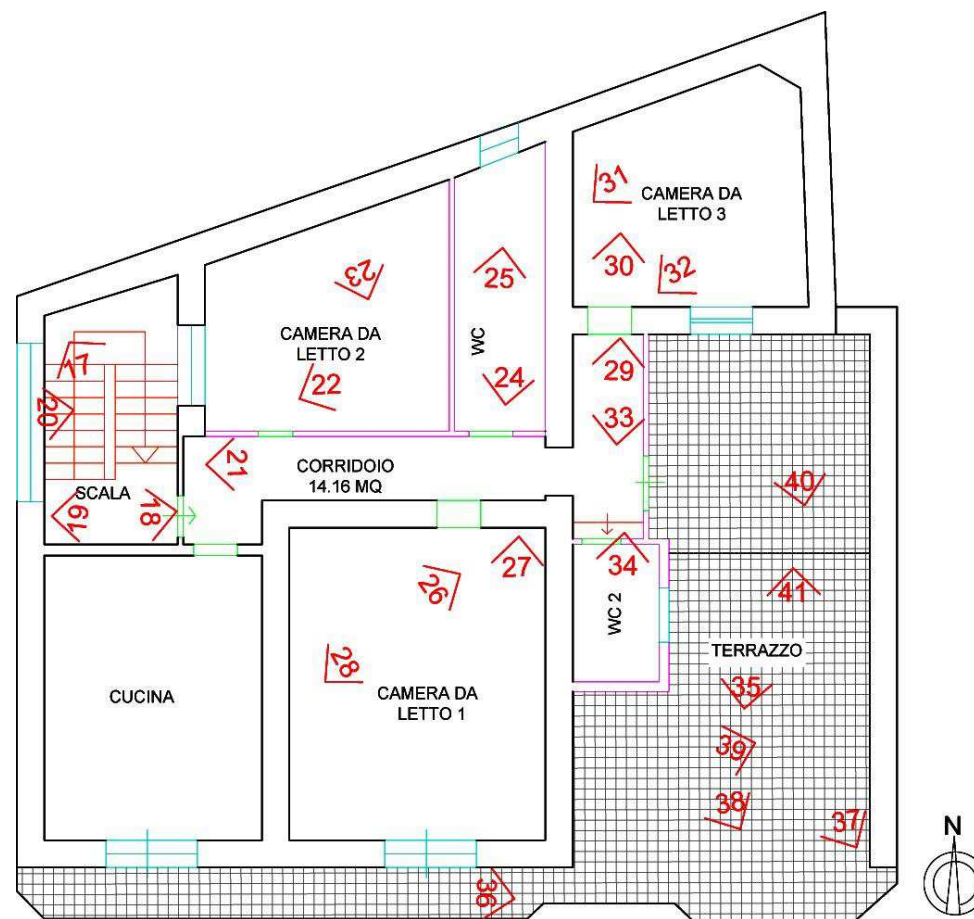 31
CAMERA DA
LETTO 3
30
32
23
25
CAMERA DA
LETTO 2
WC
17
22
24
29
20
33
21
CORRIDOIO
14.16 MQ
SCALA
19
18
40
27
34
26
41
WC 2
TERRAZZO
28
CUCINA
CAMERA DA
LETTO 1
35
39
38
37
N
36